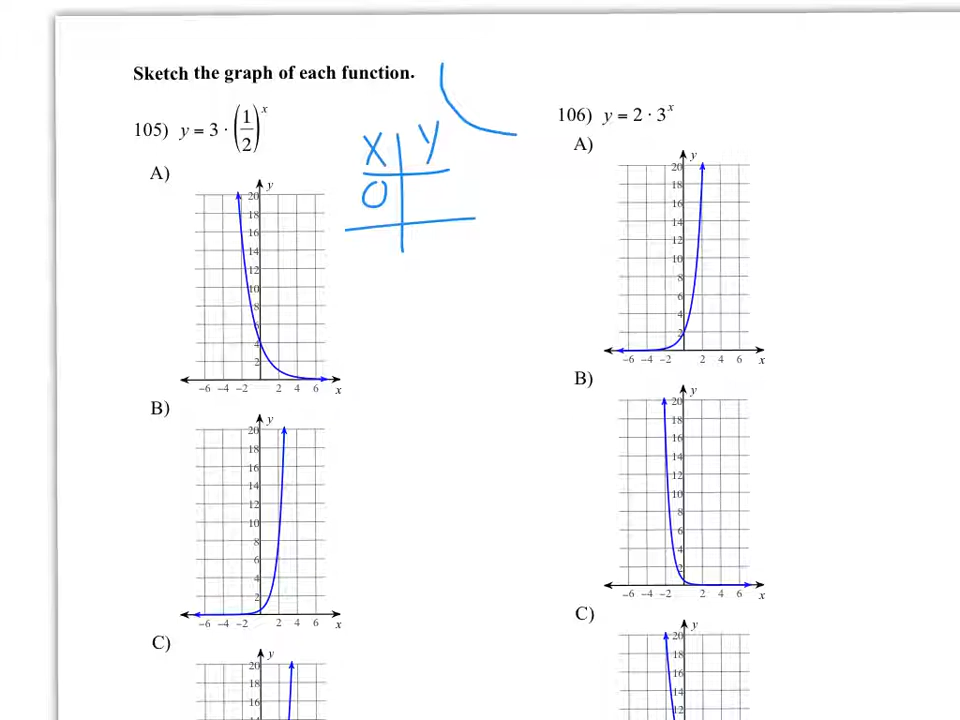 Sketch the graph of each function.
105) y = 3 · (1/2)^x
X Y
0
A)
y
20
18
16
14
12
10
8
4
2
−6 −4 −2 2 4 6 x
B)
y
20
18
16
14
12
10
8
6
4
2
−6 −4 −2 2 4 6 x
C)
y
20
18
16
14
106) y = 2 · 3^x
A)
y
20
18
16
14
12
10
8
6
4
2
−6 −4 −2 2 4 6 x
B)
y
20
18
16
14
12
10
8
6
4
2
−6 −4 −2 2 4 6 x
C)
y
20
18
16
14
12